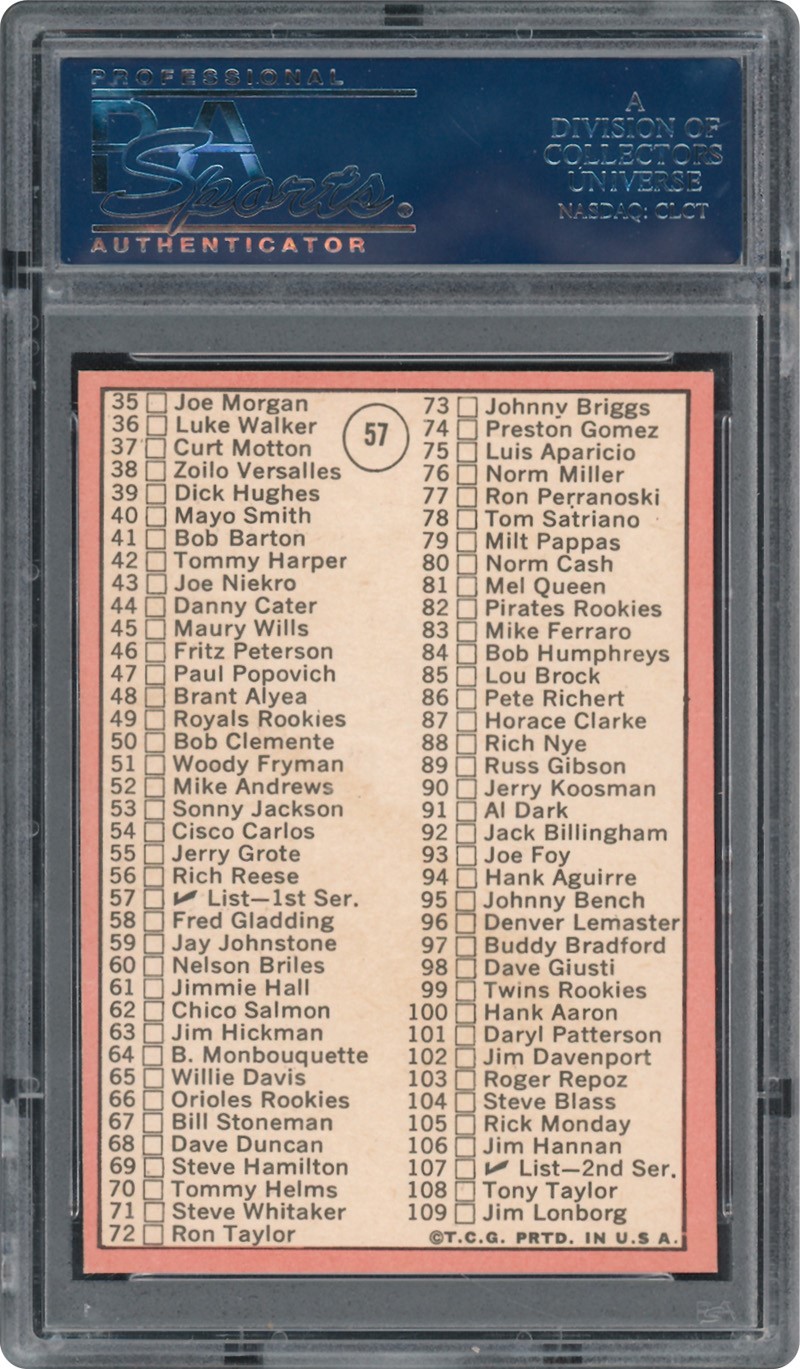 PROFESSIONAL
PSA
Sports.
AUTHENTICATOR
A
DIVISION OF
COLLECTORS
UNIVERSE
NASDAQ: CLCT
57
35 Joe Morgan
36 Luke Walker
37 Curt Motton
38 Zoilo Versalles
39 Dick Hughes
40 Mayo Smith
41 Bob Barton
42 Tommy Harper
43 Joe Niekro
44 Danny Cater
45 Maury Wills
46 Fritz Peterson
47 Paul Popovich
48 Brant Alyea
49 Royals Rookies
50 Bob Clemente
51 Woody Fryman
52 Mike Andrews
53 Sonny Jackson
54 Cisco Carlos
55 Jerry Grote
56 Rich Reese
57 ✔ List—1st Ser.
58 Fred Gladding
59 Jay Johnstone
60 Nelson Briles
61 Jimmie Hall
62 Chico Salmon
63 Jim Hickman
64 B. Monbouquette
65 Willie Davis
66 Orioles Rookies
67 Bill Stoneman
68 Dave Duncan
69 Steve Hamilton
70 Tommy Helms
71 Steve Whitaker
72 Ron Taylor
73 Johnny Briggs
74 Preston Gomez
75 Luis Aparicio
76 Norm Miller
77 Ron Perranoski
78 Tom Satriano
79 Milt Pappas
80 Norm Cash
81 Mel Queen
82 Pirates Rookies
83 Mike Ferraro
84 Bob Humphreys
85 Lou Brock
86 Pete Richert
87 Horace Clarke
88 Rich Nye
89 Russ Gibson
90 Jerry Koosman
91 Al Dark
92 Jack Billingham
93 Joe Foy
94 Hank Aguirre
95 Johnny Bench
96 Denver Lemaster
97 Buddy Bradford
98 Dave Giusti
99 Twins Rookies
100 Hank Aaron
101 Daryl Patterson
102 Jim Davenport
103 Roger Repoz
104 Steve Blass
105 Rick Monday
106 Jim Hannan
107 ✔ List—2nd Ser.
108 Tony Taylor
109 Jim Lonborg
©T.C.G. PRTD. IN U.S A.
PSA